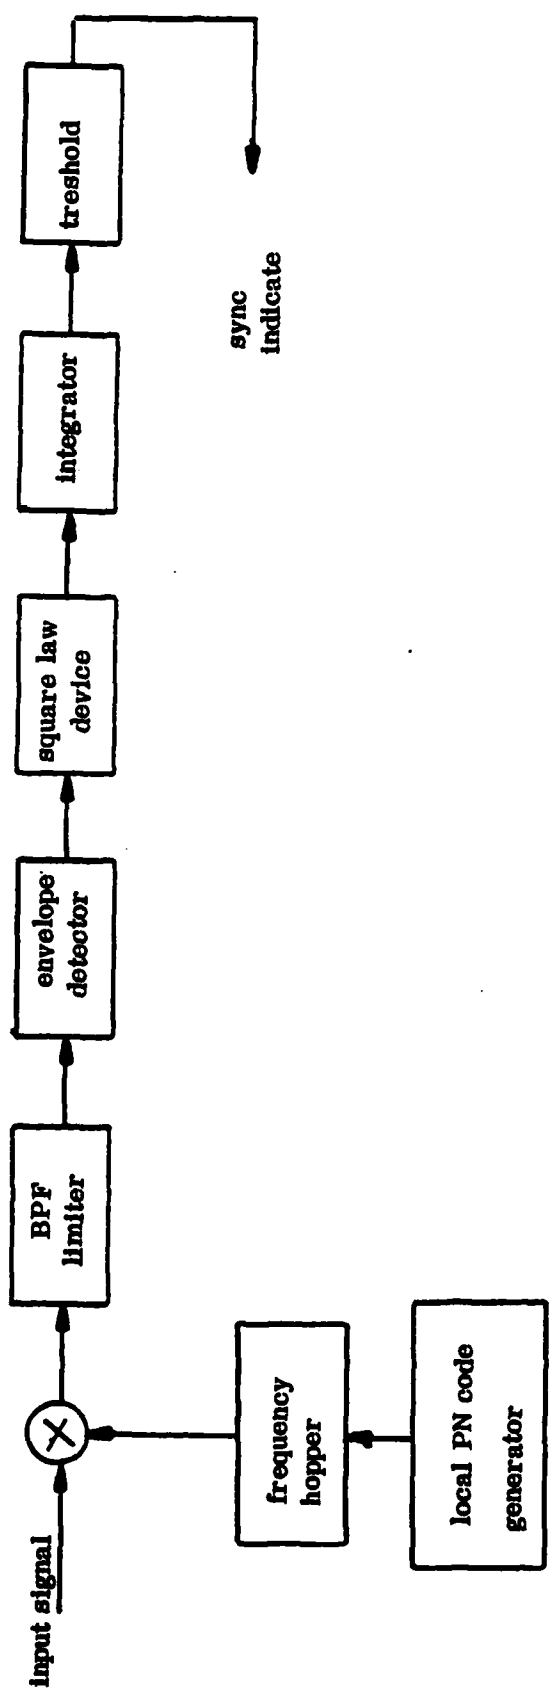 input signal
BPF
limiter
envelope
detector
square law
device
integrator
treshold
sync
indicate
frequency
hopper
local PN code
generator